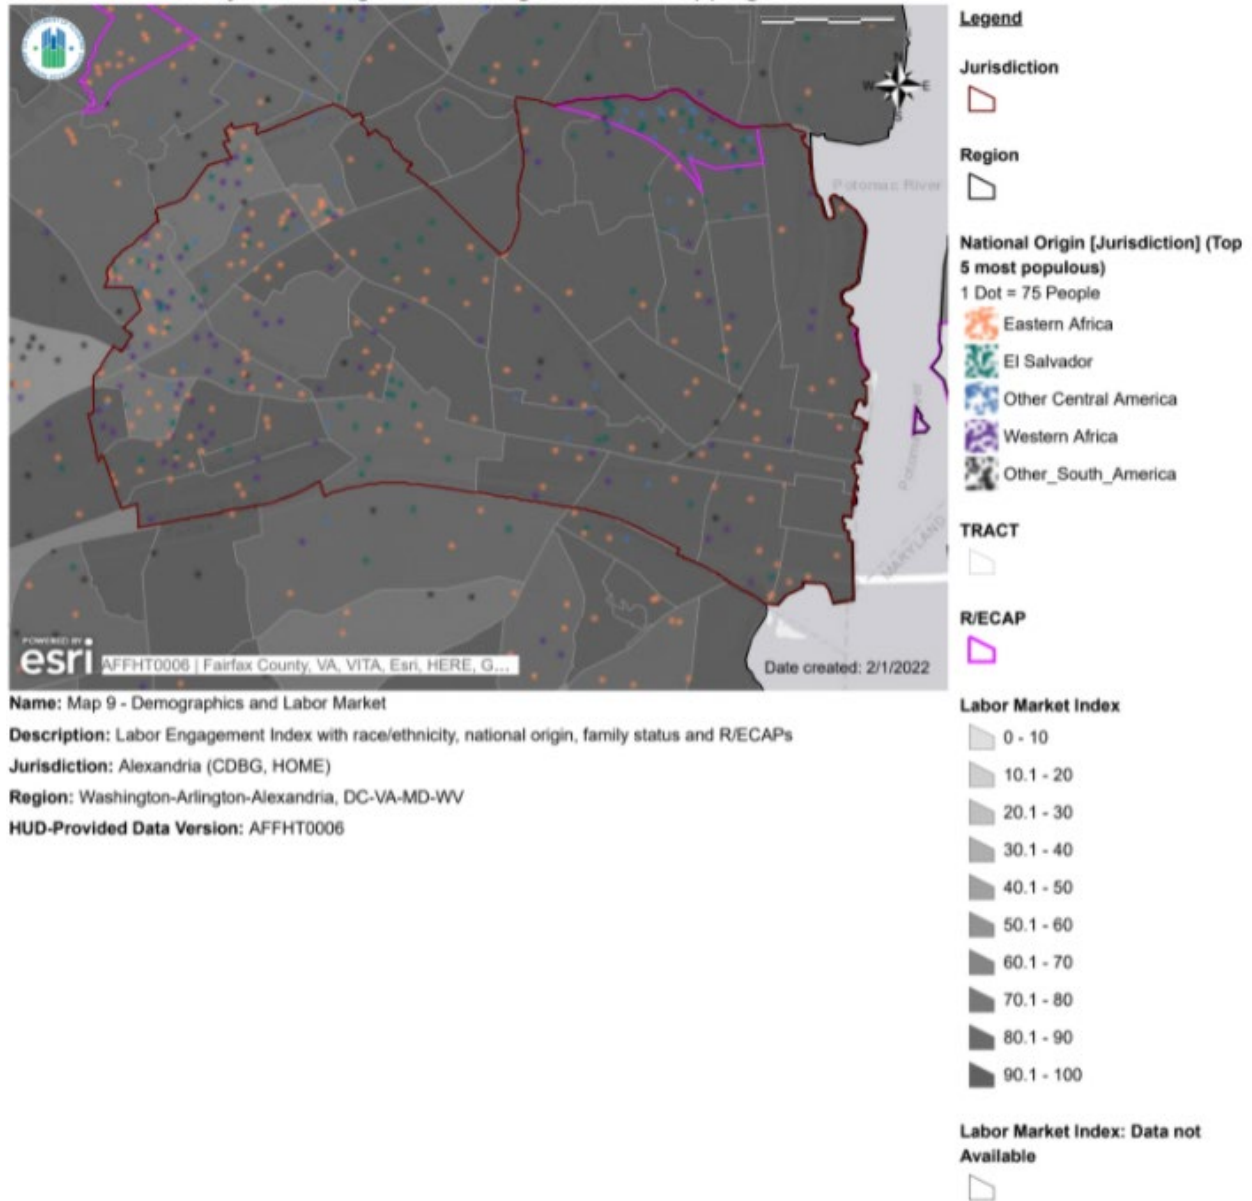 Legend
Jurisdiction
Region
National Origin [Jurisdiction] (Top
5 most populous)
1 Dot = 75 People
Eastern Africa
El Salvador
Other Central America
Western Africa
Other_South_America
TRACT
R/ECAP
Labor Market Index
0 - 10
10.1 - 20
20.1 - 30
30.1 - 40
40.1 - 50
50.1 - 60
60.1 - 70
70.1 - 80
80.1 - 90
90.1 - 100
Labor Market Index: Data not
Available
N
W E
S
Potomac River
MARYLAND
POWERED BY
esri
AFFHT0006 | Fairfax County, VA, VITA, Esri, HERE, G...
Date created: 2/1/2022
Name: Map 9 - Demographics and Labor Market
Description: Labor Engagement Index with race/ethnicity, national origin, family status and R/ECAPs
Jurisdiction: Alexandria (CDBG, HOME)
Region: Washington-Arlington-Alexandria, DC-VA-MD-WV
HUD-Provided Data Version: AFFHT0006